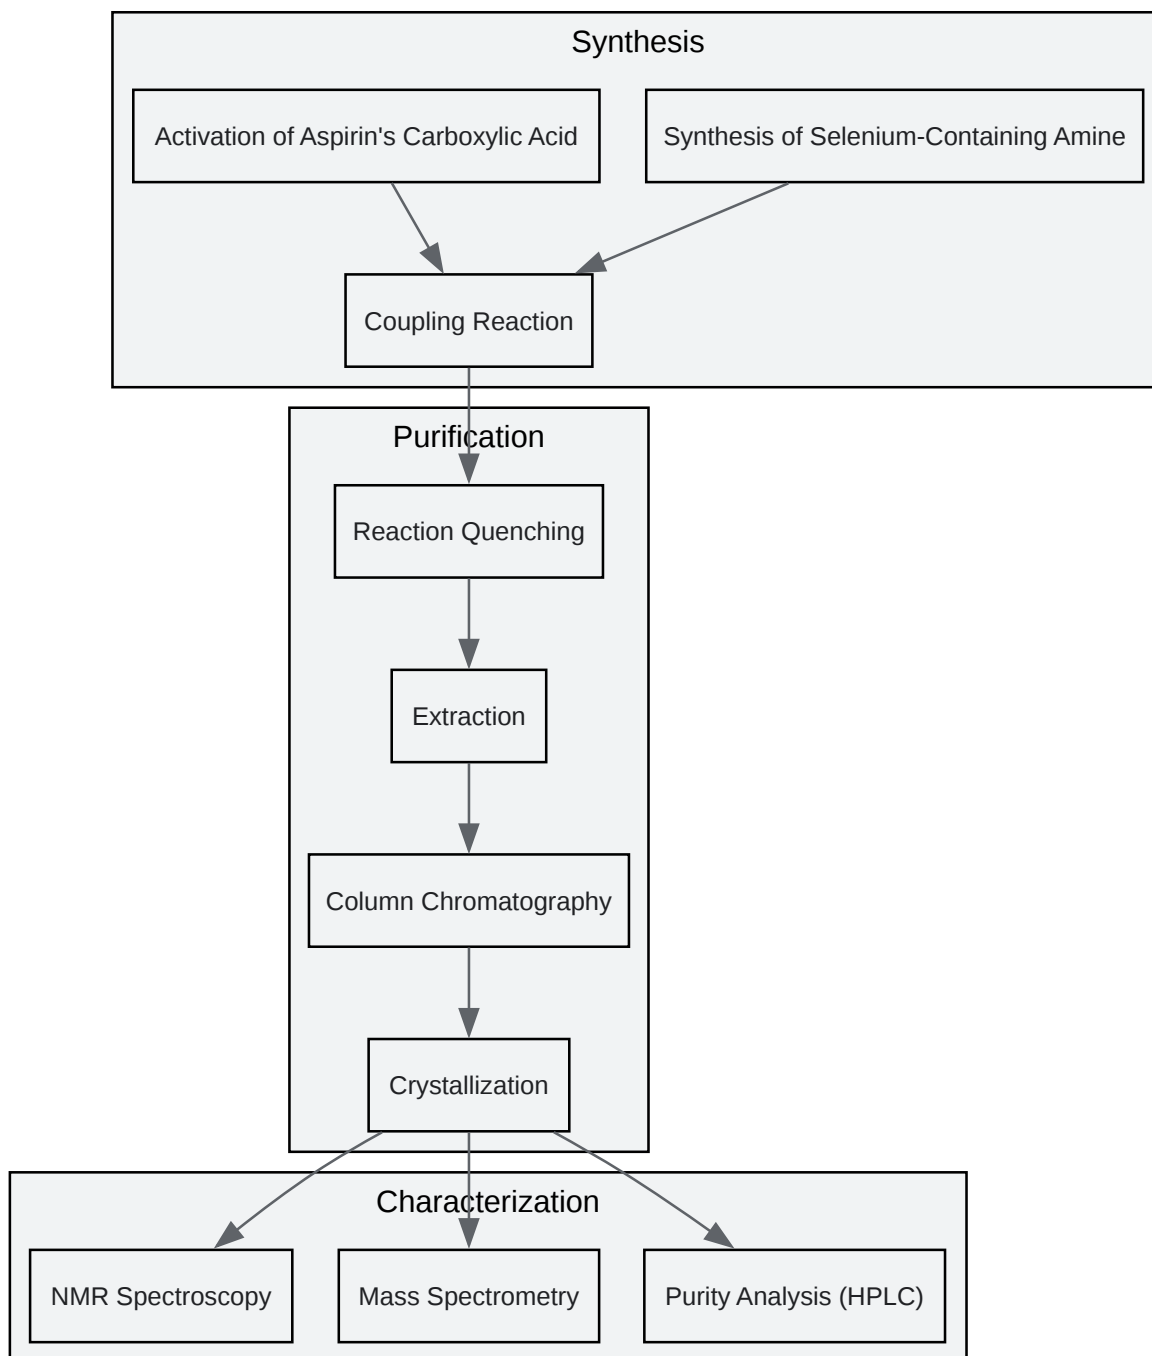 Synthesis
Activation of Aspirin's Carboxylic Acid
Synthesis of Selenium-Containing Amine
Coupling Reaction
Purification
Reaction Quenching
Extraction
Column Chromatography
Crystallization
Characterization
NMR Spectroscopy
Mass Spectrometry
Purity Analysis (HPLC)